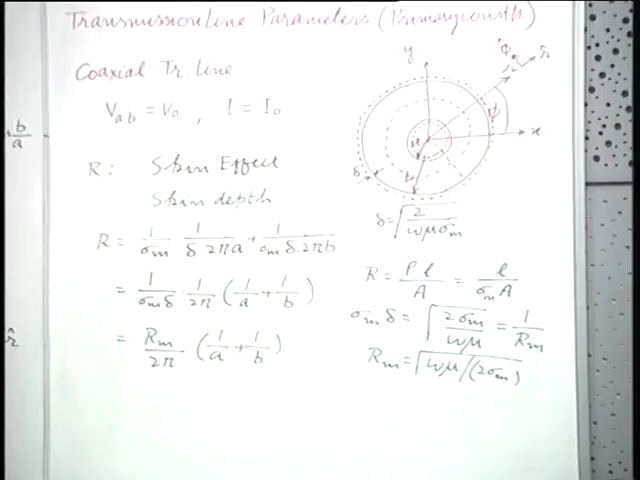 Transmission Line Parameters (Primary consts)
Coaxial Tr. line
V_ab = V_0 , I = I_0
R: Skin Effect
Skin depth
R = 1/σ_m 1/(δ 2πa) + 1/(σ_m δ.2πb)
= 1/(σ_m δ) . 1/(2π) (1/a + 1/b)
= R_m/(2π) (1/a + 1/b)
y
φ̂
r̂
ψ
x
a
b
δ
δ = √(2/(ωμσ_m))
R = ρl/A = l/(σ_m A)
σ_m δ = √(2σ_m/(ωμ)) = 1/R_m
R_m = √(ωμ/(2σ_m))
b/a
r̂